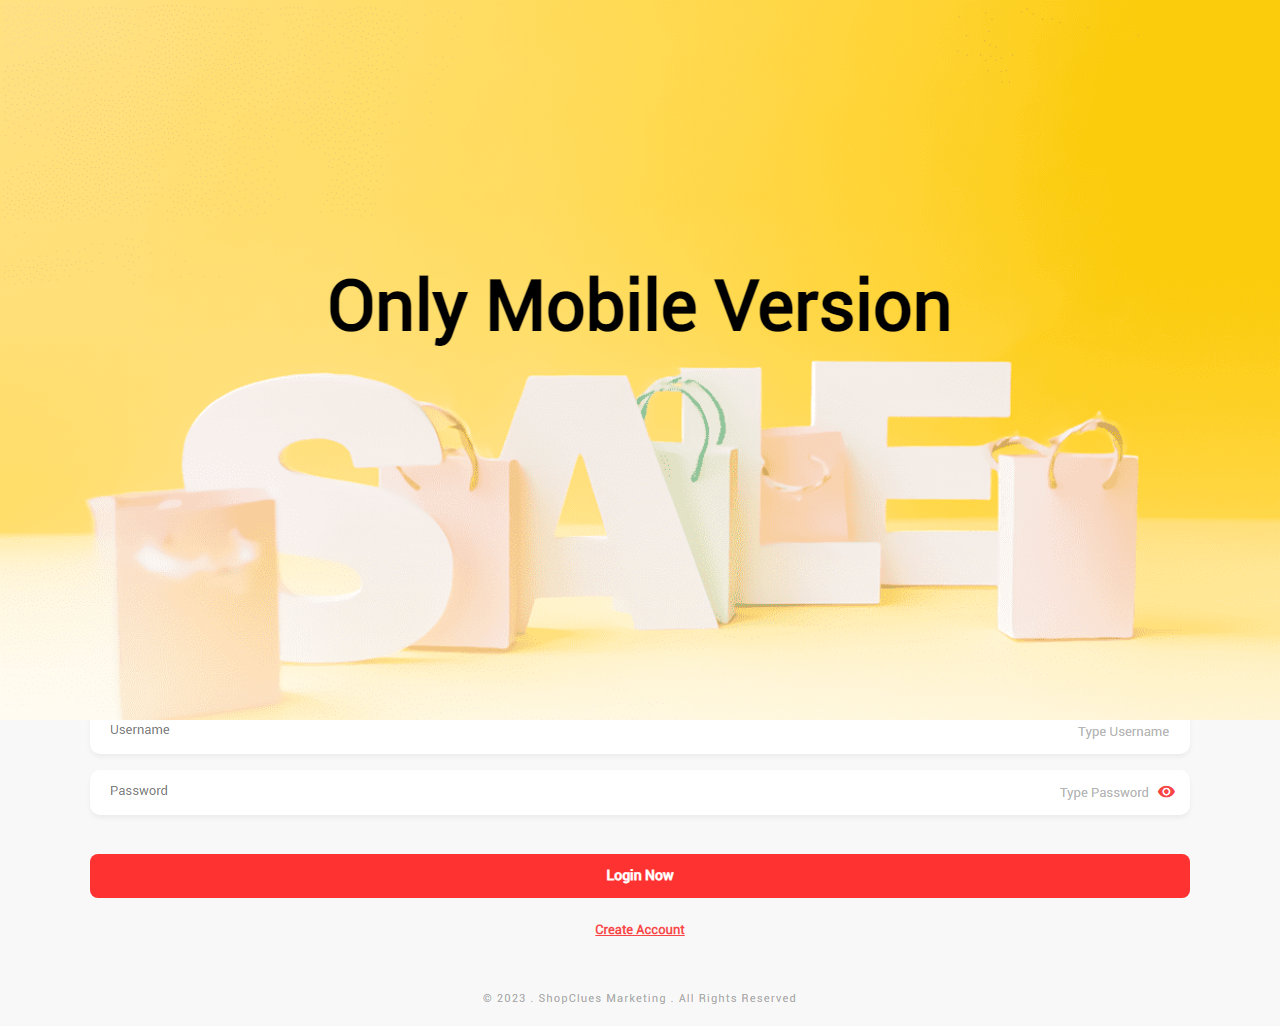 Only Mobile Version
SALE
Username
Type Username
Password
Type Password
Login Now
Create Account
© 2023 . ShopClues Marketing . All Rights Reserved